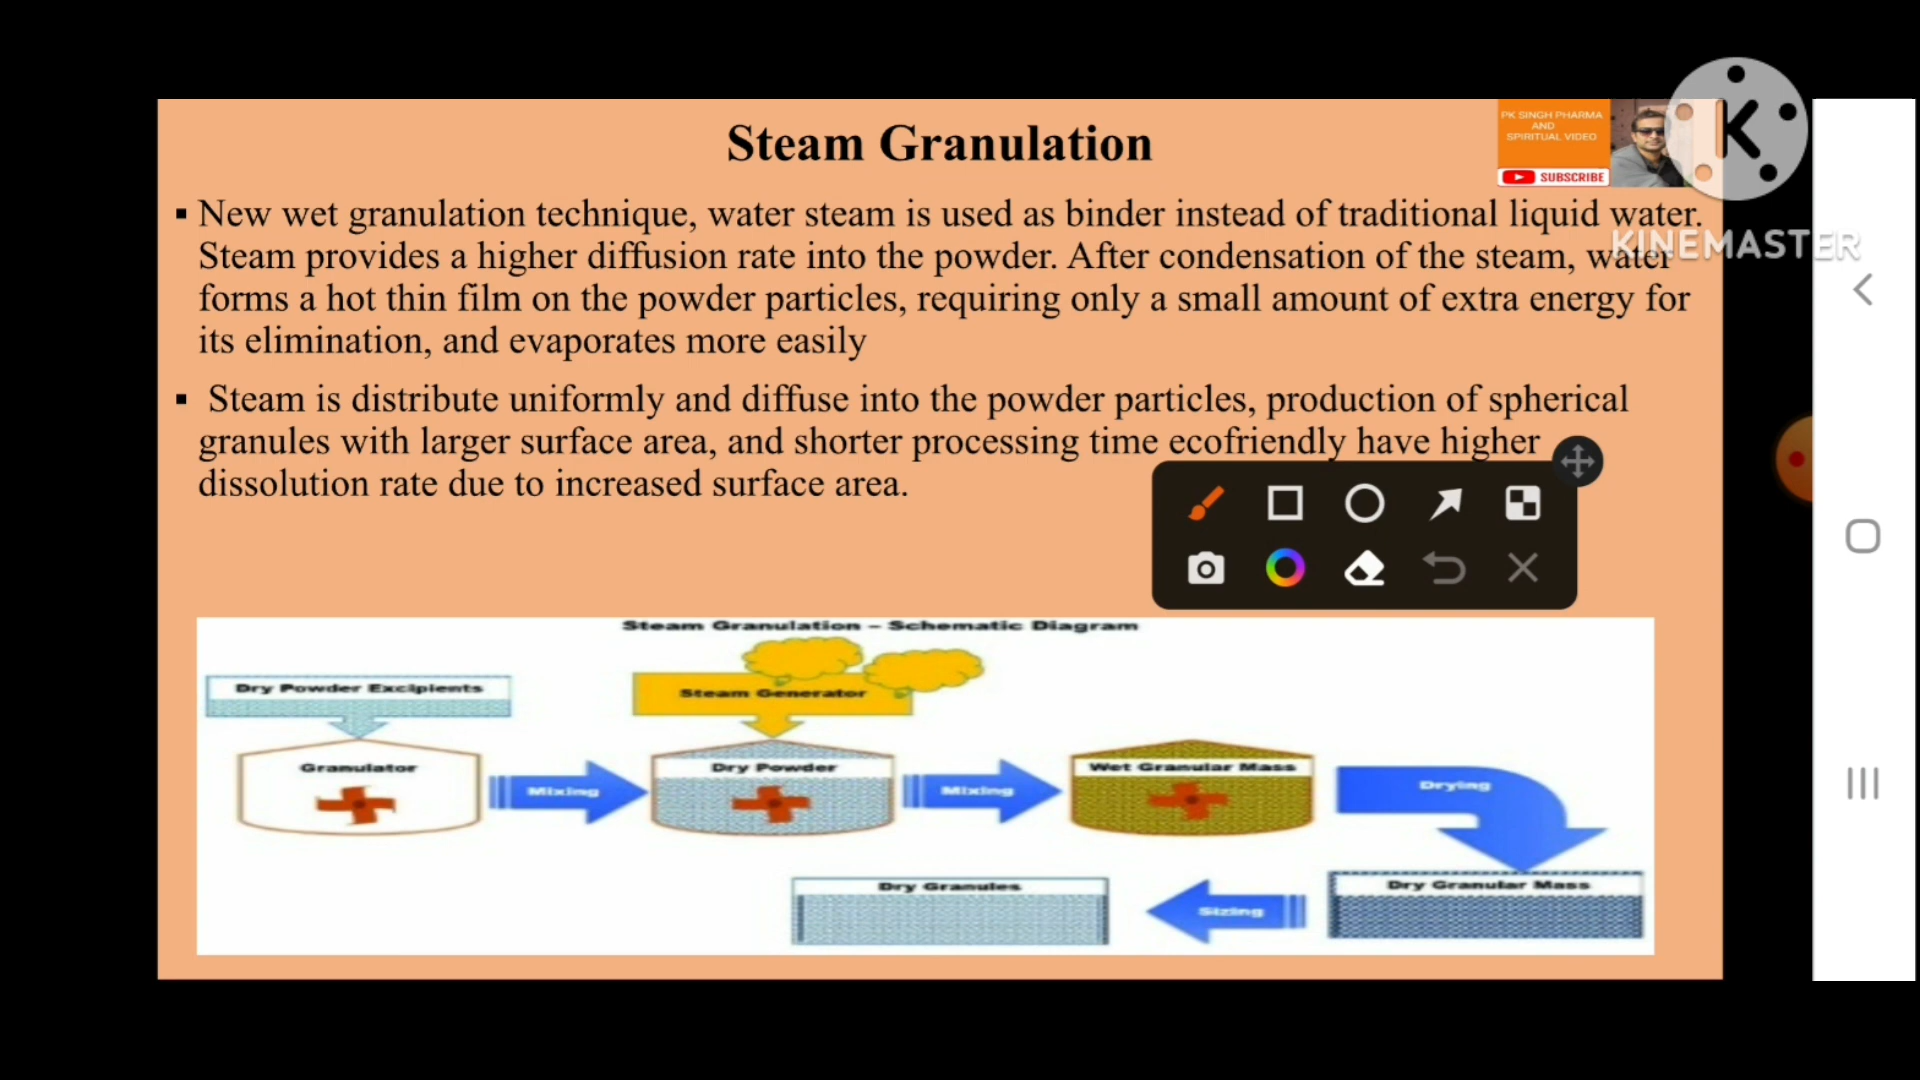 Steam Granulation
PK SINGH PHARMA
AND
SPIRITUAL VIDEO
SUBSCRIBE
K
KINEMASTER
▪ New wet granulation technique, water steam is used as binder instead of traditional liquid water.
Steam provides a higher diffusion rate into the powder. After condensation of the steam, water
forms a hot thin film on the powder particles, requiring only a small amount of extra energy for
its elimination, and evaporates more easily
▪ Steam is distribute uniformly and diffuse into the powder particles, production of spherical
granules with larger surface area, and shorter processing time ecofriendly have higher
dissolution rate due to increased surface area.
Steam Granulation – Schematic Diagram
Dry Powder Excipients
Steam Generator
Granulator
Mixing
Dry Powder
Mixing
Wet Granular Mass
Drying
Dry Granules
Sizing
Dry Granular Mass